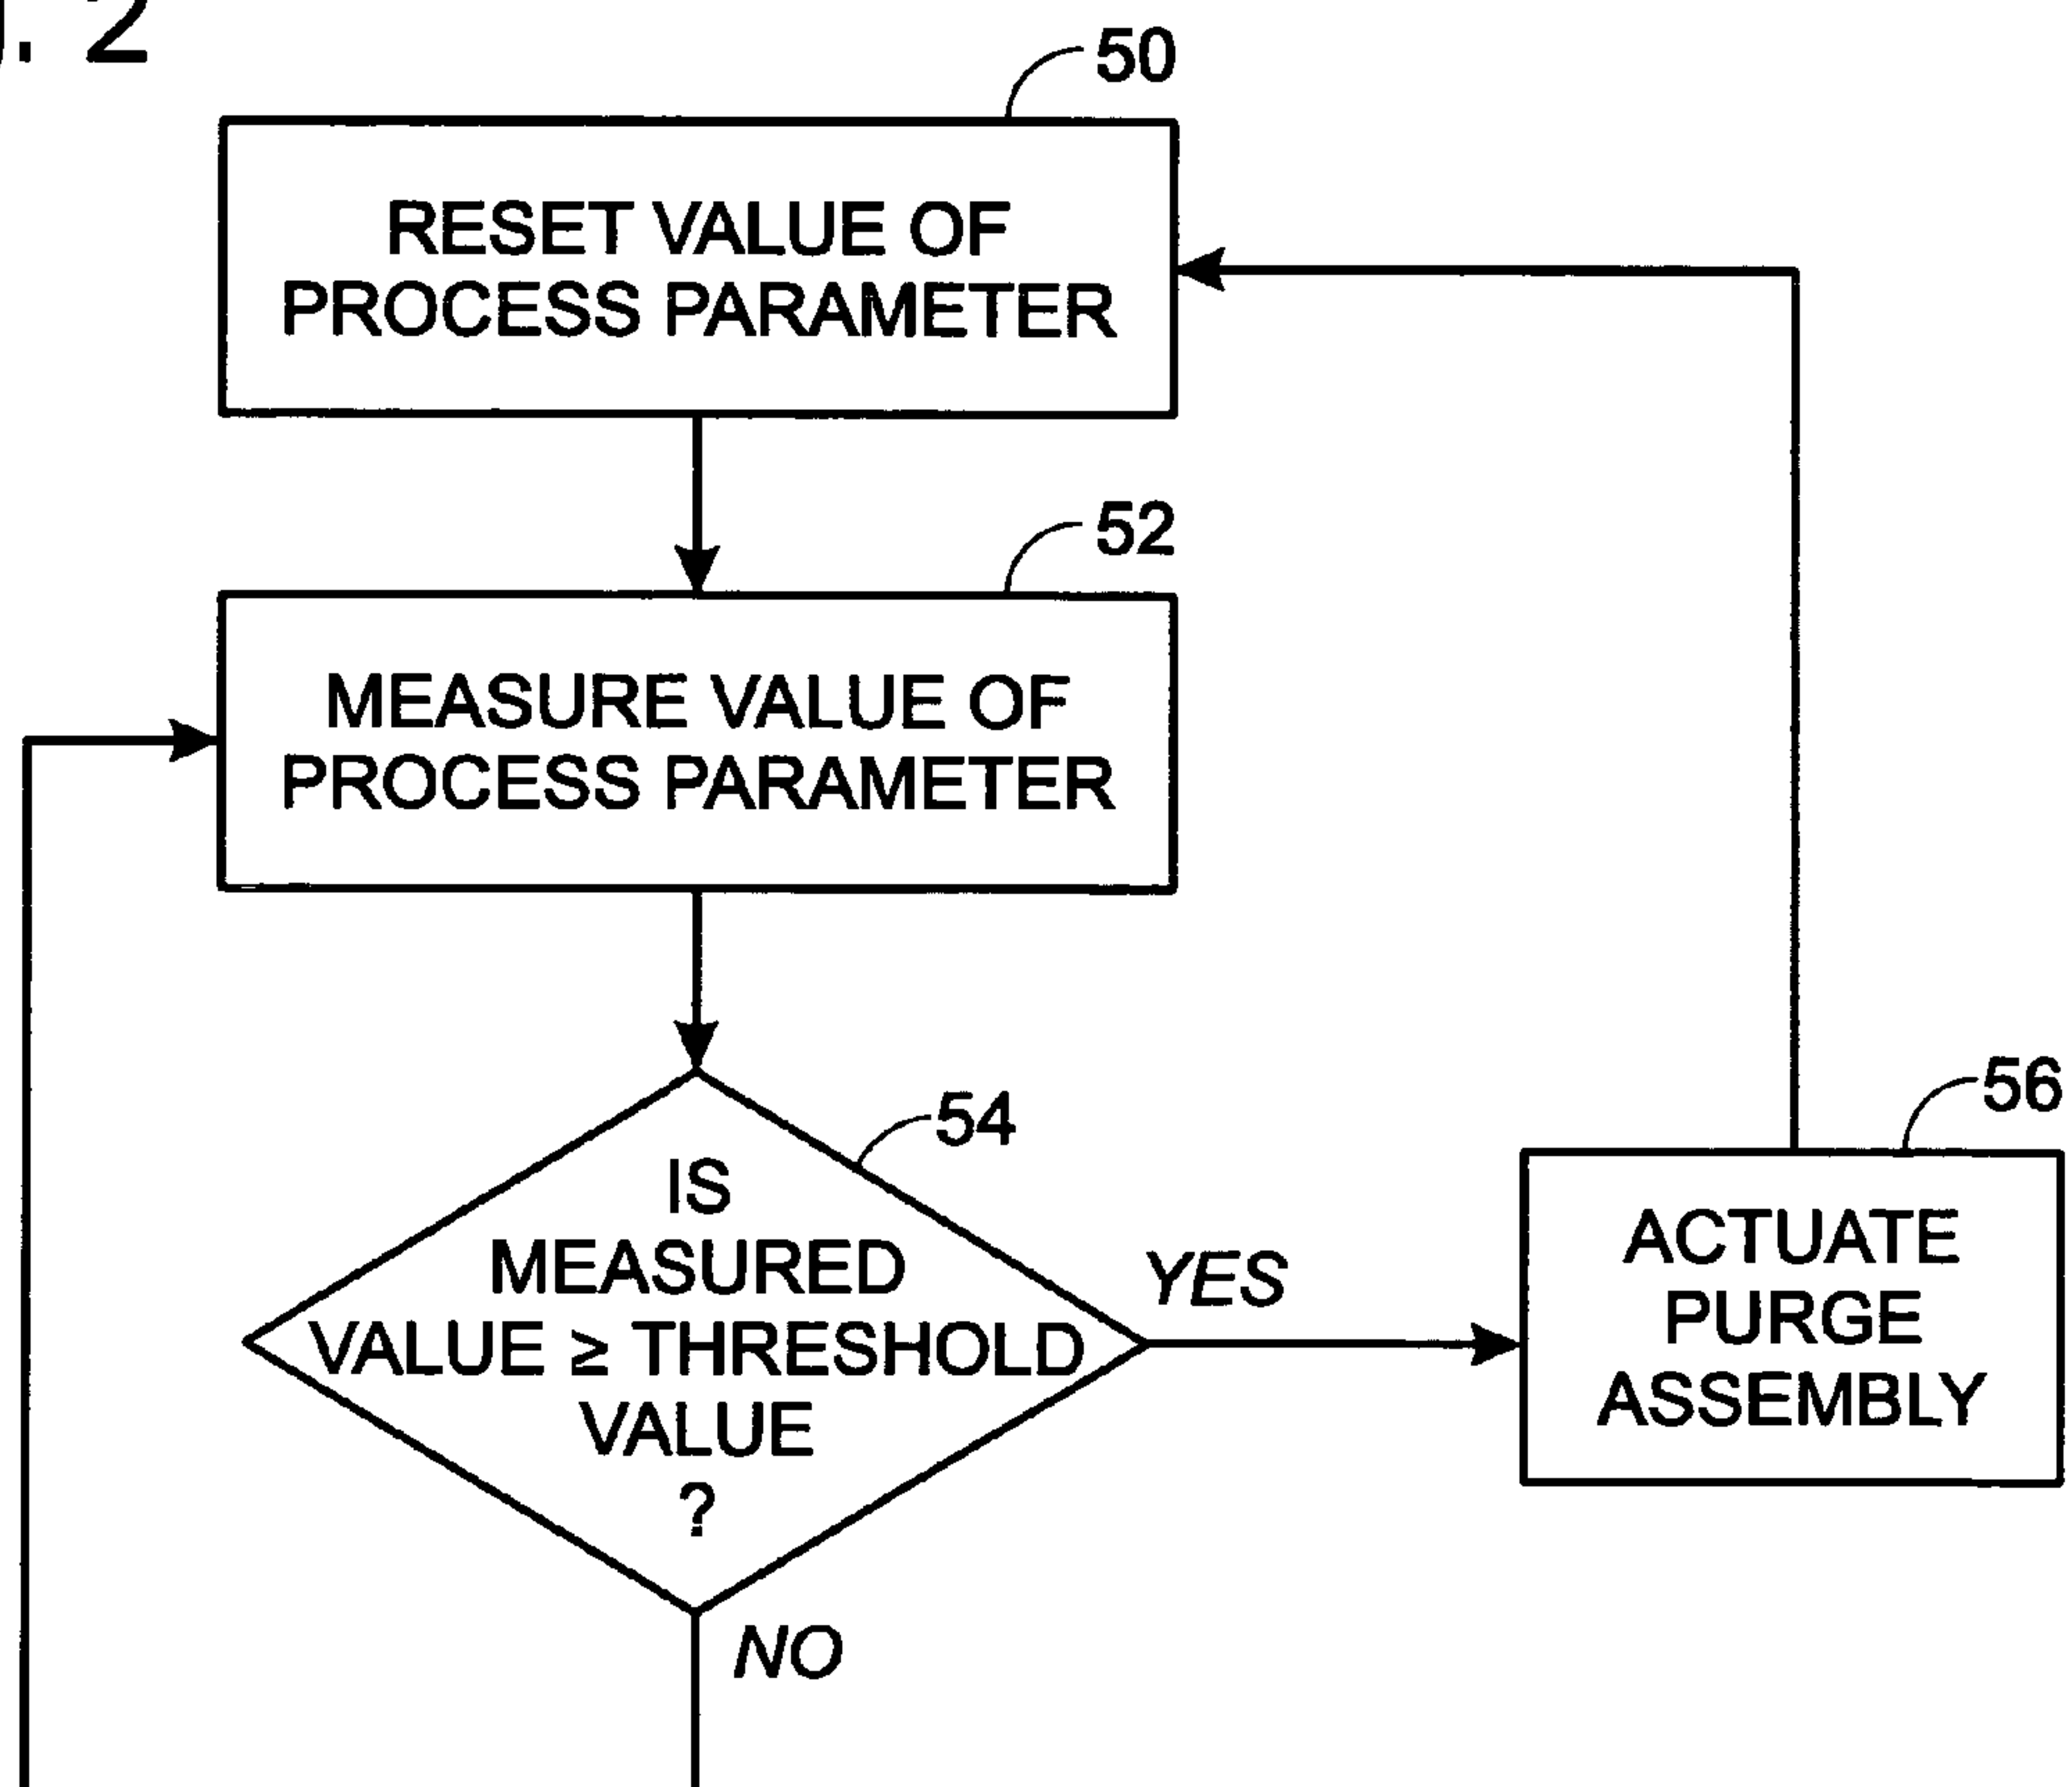 . 2
50
RESET VALUE OF
PROCESS PARAMETER
52
MEASURE VALUE OF
PROCESS PARAMETER
54
IS
MEASURED
VALUE ≥ THRESHOLD
VALUE
?
YES
56
ACTUATE
PURGE
ASSEMBLY
NO